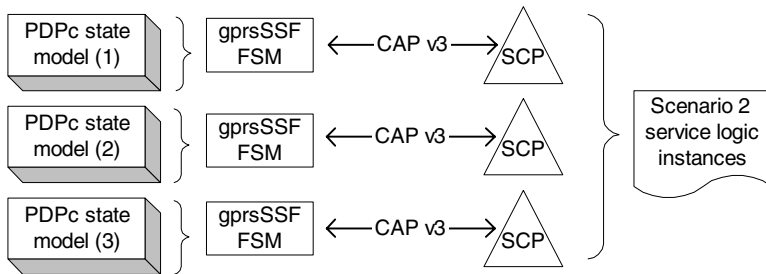 PDPc state
model (1)
gprsSSF
FSM
CAP v3
SCP
PDPc state
model (2)
gprsSSF
FSM
CAP v3
SCP
PDPc state
model (3)
gprsSSF
FSM
CAP v3
SCP
Scenario 2
service logic
instances